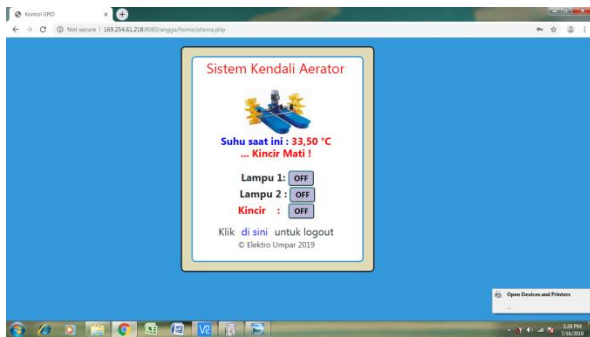 Kontrol GPIO
Not secure | 169.254.61.218:8080/angga/home/utama.php
Sistem Kendali Aerator
Suhu saat ini : 33,50 °C
... Kincir Mati !
Lampu 1: OFF
Lampu 2 : OFF
Kincir : OFF
Klik di sini untuk logout
© Elektro Umpar 2019
Open Devices and Printers
3:24 PM
7/16/2019